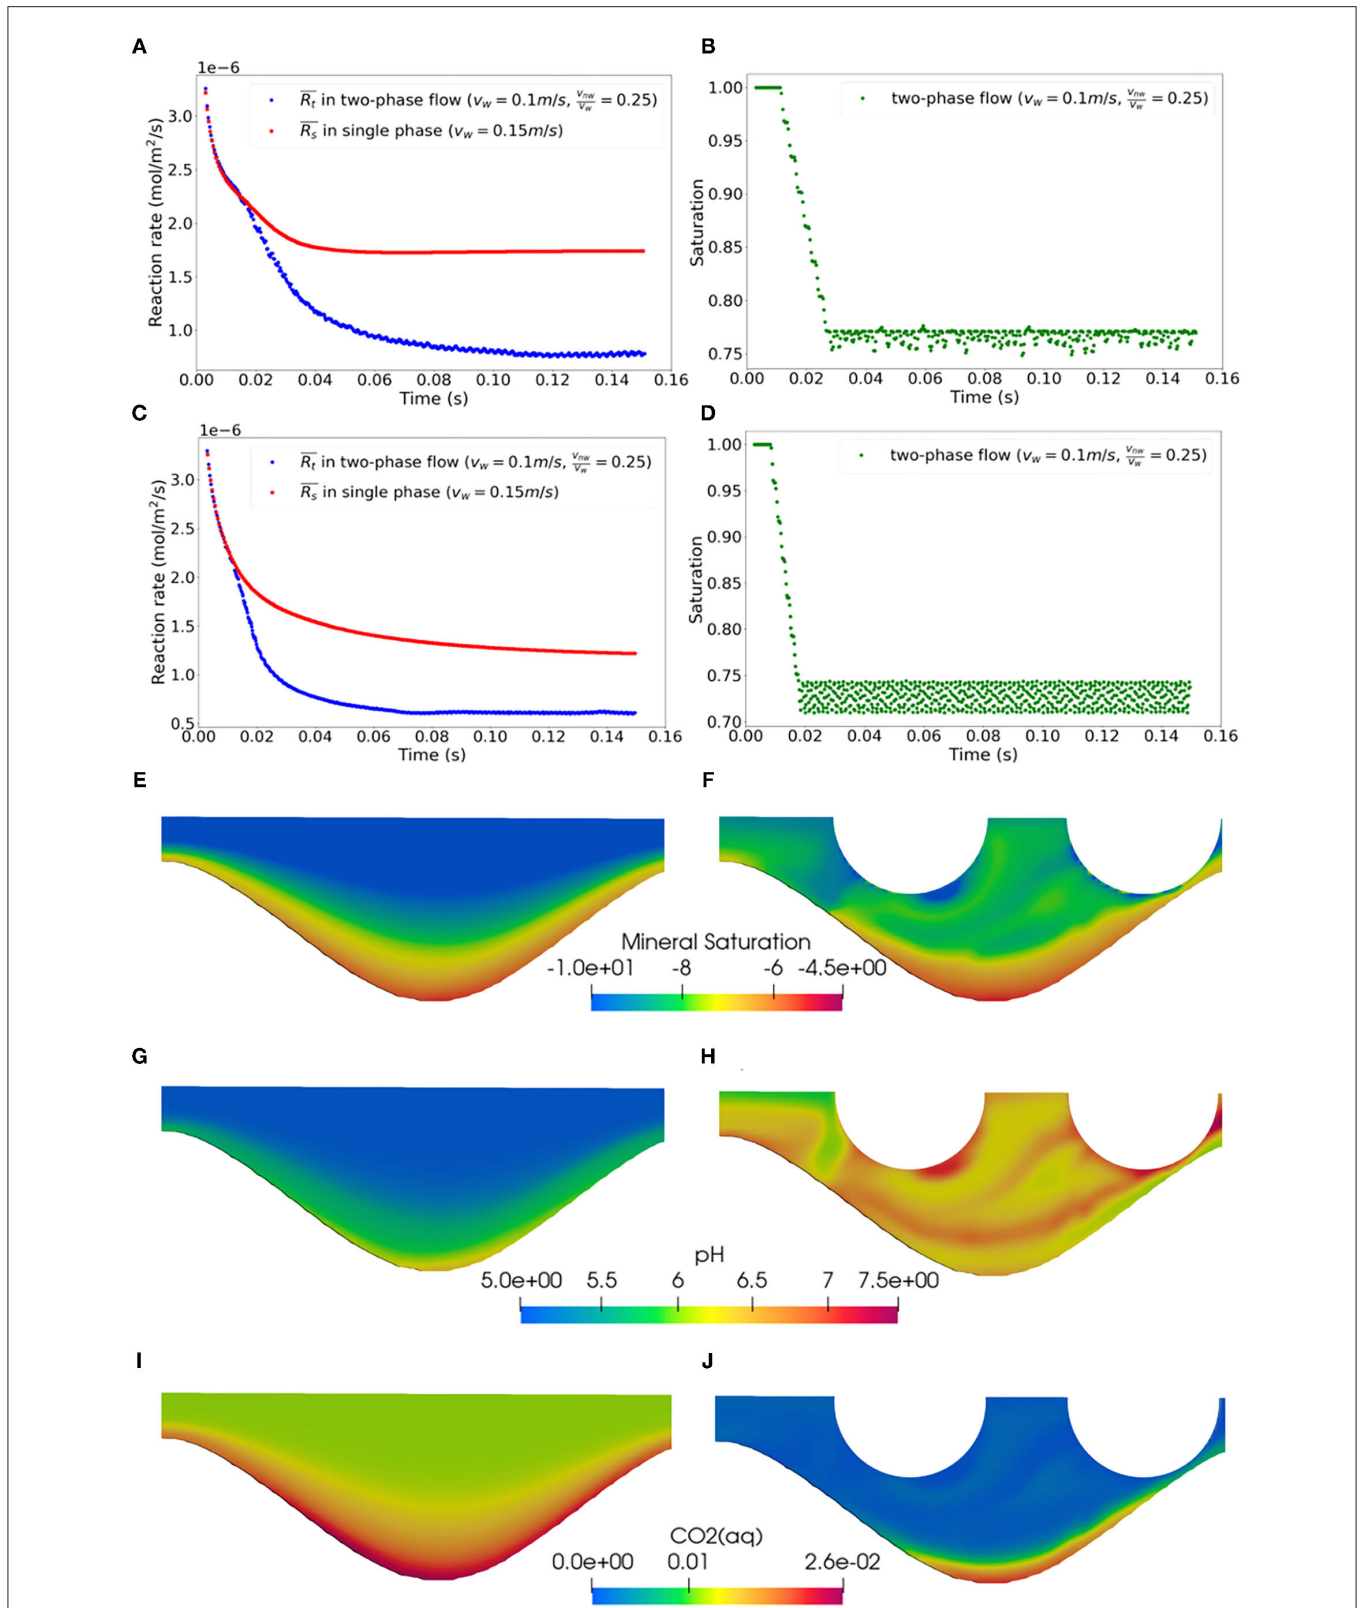 A
B
1e−6
R̅t in two-phase flow (vw = 0.1m/s, vnw/vw = 0.25)
R̅s in single phase (vw = 0.15m/s)
3.0
2.5
2.0
1.5
1.0
Reaction rate (mol/m²/s)
0.00 0.02 0.04 0.06 0.08 0.10 0.12 0.14 0.16
Time (s)
two-phase flow (vw = 0.1m/s, vnw/vw = 0.25)
1.00
0.95
0.90
0.85
0.80
0.75
Saturation
0.00 0.02 0.04 0.06 0.08 0.10 0.12 0.14 0.16
Time (s)
C
D
1e−6
R̅t in two-phase flow (vw = 0.1m/s, vnw/vw = 0.25)
R̅s in single phase (vw = 0.15m/s)
3.0
2.5
2.0
1.5
1.0
0.5
Reaction rate (mol/m²/s)
0.00 0.02 0.04 0.06 0.08 0.10 0.12 0.14 0.16
Time (s)
two-phase flow (vw = 0.1m/s, vnw/vw = 0.25)
1.00
0.95
0.90
0.85
0.80
0.75
0.70
Saturation
0.00 0.02 0.04 0.06 0.08 0.10 0.12 0.14 0.16
Time (s)
E
F
Mineral Saturation
-1.0e+01 -8 -6 -4.5e+00
G
H
pH
5.0e+00 5.5 6 6.5 7 7.5e+00
I
J
CO2(aq)
0.0e+00 0.01 2.6e-02